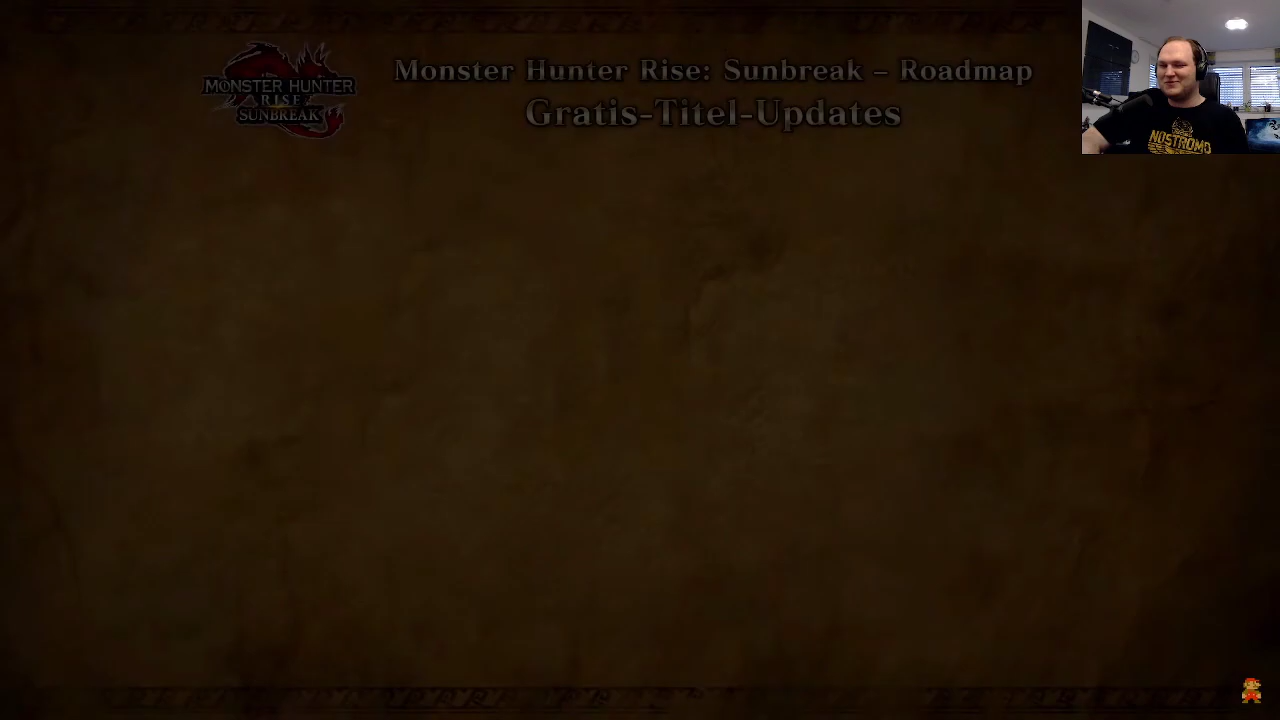 MONSTER HUNTER
RISE
SUNBREAK
Monster Hunter Rise: Sunbreak – Roadmap
Gratis-Titel-Updates
NOSTROMO